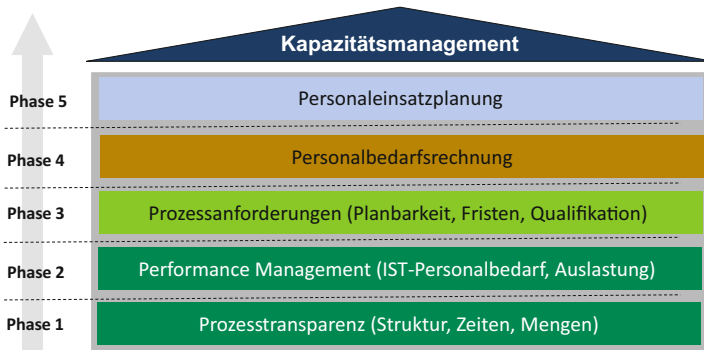 Kapazitätsmanagement
Phase 5 Personaleinsatzplanung
Phase 4 Personalbedarfsrechnung
Phase 3 Prozessanforderungen (Planbarkeit, Fristen, Qualifikation)
Phase 2 Performance Management (IST-Personalbedarf, Auslastung)
Phase 1 Prozesstransparenz (Struktur, Zeiten, Mengen)